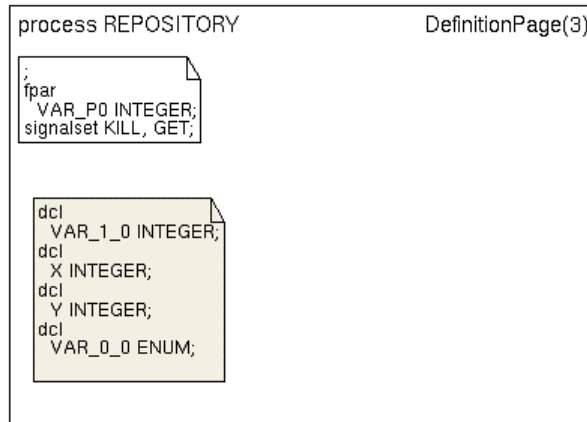 process REPOSITORY DefinitionPage(3)
;
fpar
VAR_P0 INTEGER;
signalset KILL, GET;
dcl
VAR_1_0 INTEGER;
dcl
X INTEGER;
dcl
Y INTEGER;
dcl
VAR_0_0 ENUM;